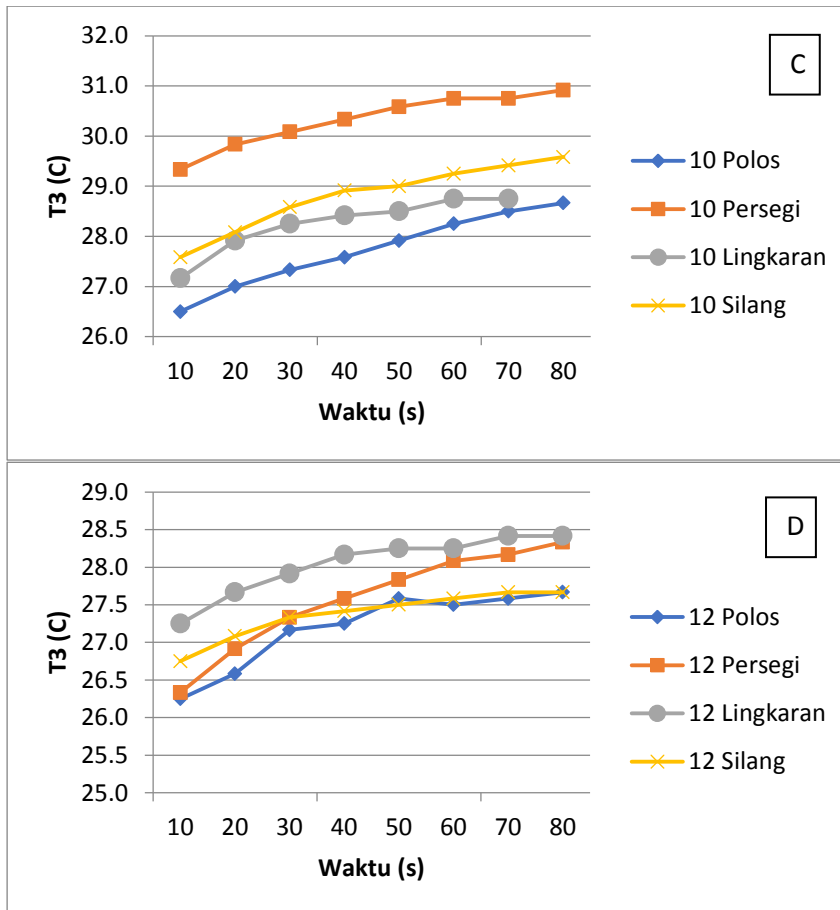 C
32.0
31.0
30.0
29.0
28.0
27.0
26.0
T3 (C)
10 20 30 40 50 60 70 80
Waktu (s)
10 Polos
10 Persegi
10 Lingkaran
10 Silang
D
29.0
28.5
28.0
27.5
27.0
26.5
26.0
25.5
25.0
T3 (C)
10 20 30 40 50 60 70 80
Waktu (s)
12 Polos
12 Persegi
12 Lingkaran
12 Silang